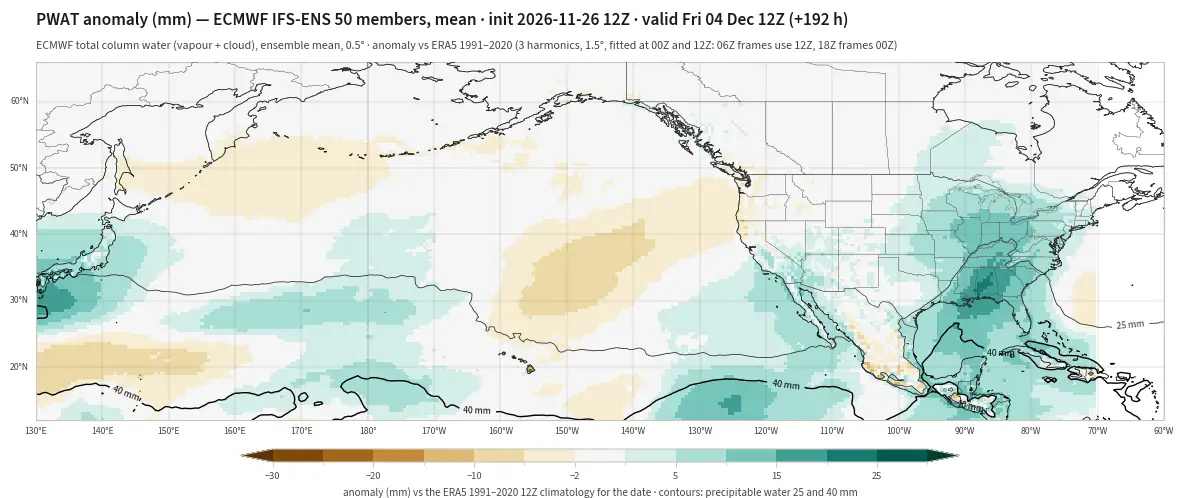 PWAT anomaly (mm) — ECMWF IFS-ENS 50 members, mean · init 2026-11-26 12Z · valid Fri 04 Dec 12Z (+192 h)
ECMWF total column water (vapour + cloud), ensemble mean, 0.5° · anomaly vs ERA5 1991–2020 (3 harmonics, 1.5°, fitted at 00Z and 12Z: 06Z frames use 12Z, 18Z frames 00Z)
60°N
50°N
40°N
30°N
25 mm
40 mm
20°N
40 mm
40 mm
40 mm
130°E 140°E 150°E 160°E 170°E 180° 170°W 160°W 150°W 140°W 130°W 120°W 110°W 100°W 90°W 80°W 70°W 60°W
−30 −20 −10 −2 5 15 25
anomaly (mm) vs the ERA5 1991–2020 12Z climatology for the date · contours: precipitable water 25 and 40 mm